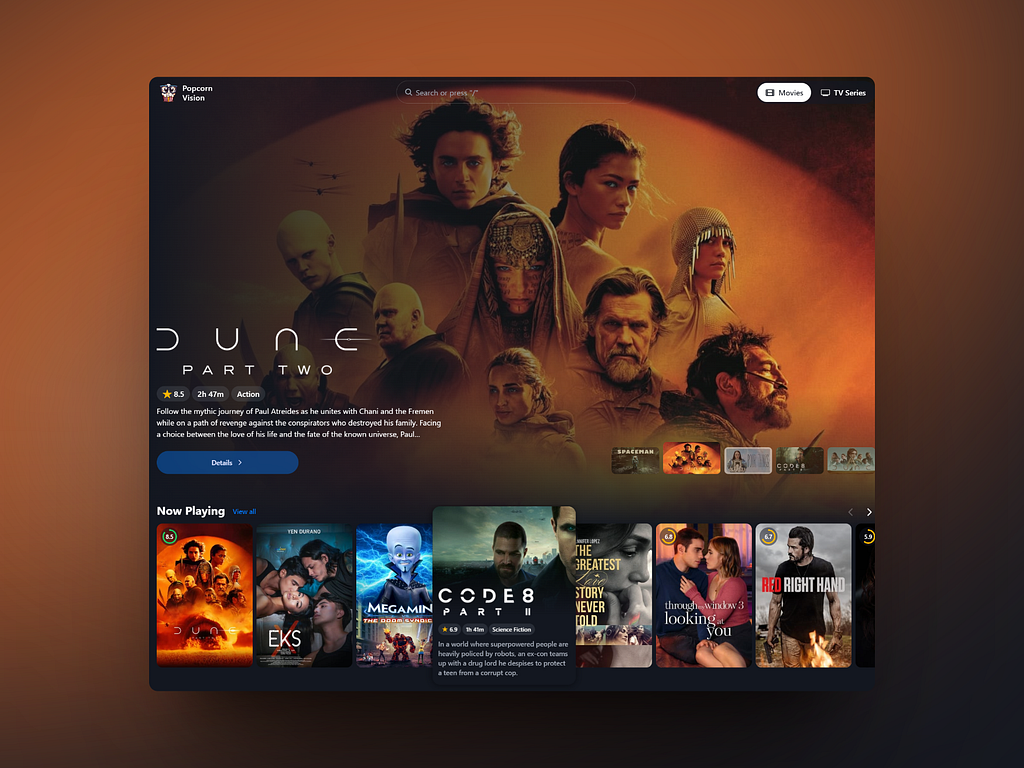 Popcorn
Vision
Search or press "/"
Movies
TV Series
DUNE
PART TWO
8.5
2h 47m
Action
Follow the mythic journey of Paul Atreides as he unites with Chani and the Fremen
while on a path of revenge against the conspirators who destroyed his family. Facing
a choice between the love of his life and the fate of the known universe, Paul...
Details
SPACEMAN
CODE8
Now Playing
View all
8.5
DUNE
YEN DURANO
EKS
MEGAMIN
THE DOOM SYNDIC
CODE8
PART II
6.9
1h 41m
Science Fiction
In a world where superpowered people are
heavily policed by robots, an ex-con teams
up with a drug lord he despises to protect
a teen from a corrupt cop.
NNIFER LOPEZ
THE
GREATEST
Love
STORY
NEVER
TOLD
6.8
through my window 3
looking at
you
6.7
RED RIGHT HAND
5.9